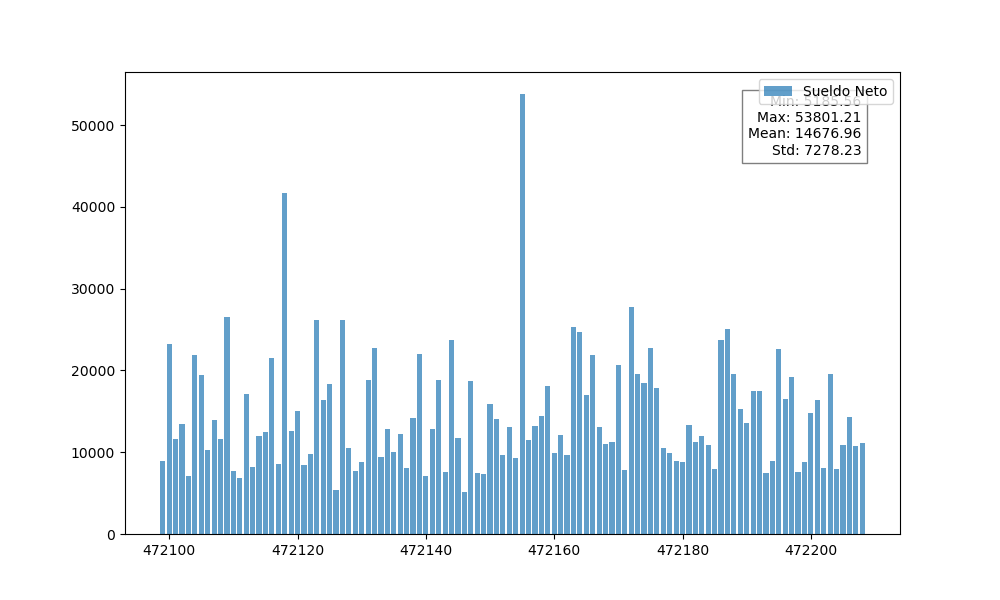 Sueldo Neto
Min: 5185.56
Max: 53801.21
Mean: 14676.96
Std: 7278.23
50000
40000
30000
20000
10000
0
472100 472120 472140 472160 472180 472200